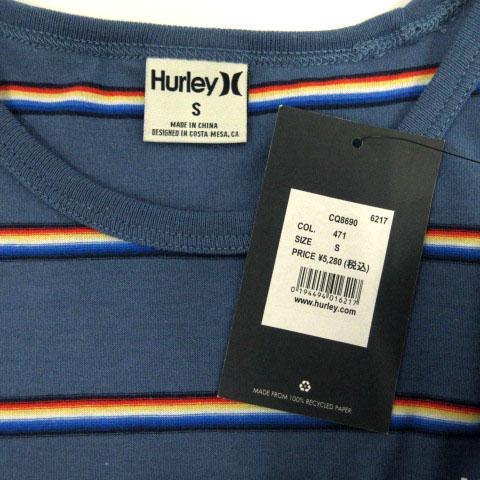 Hurley
S
MADE IN CHINA
DESIGNED IN COSTA MESA, CA
CQ8690 6217
COL. 471
SIZE S
PRICE ¥5,280 (税込)
0194494016217
www.hurley.com
MADE FROM 100% RECYCLED PAPER